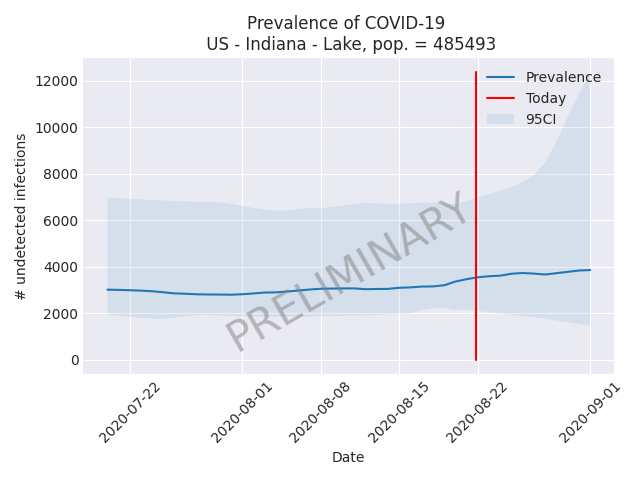 Prevalence of COVID-19
US - Indiana - Lake, pop. = 485493
# undetected infections
12000
10000
8000
6000
4000
2000
0
Prevalence
Today
95CI
PRELIMINARY
2020-07-22
2020-08-01
2020-08-08
2020-08-15
2020-08-22
2020-09-01
Date